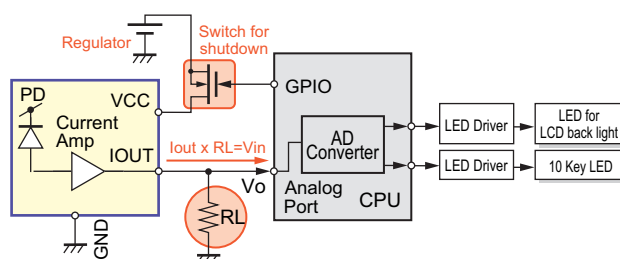 Regulator
Switch for
shutdown
PD
VCC
Current
Amp
IOUT
GND
Iout x RL=Vin
Vo
RL
GPIO
AD
Converter
Analog
Port
CPU
LED Driver
LED for
LCD back light
LED Driver
10 Key LED